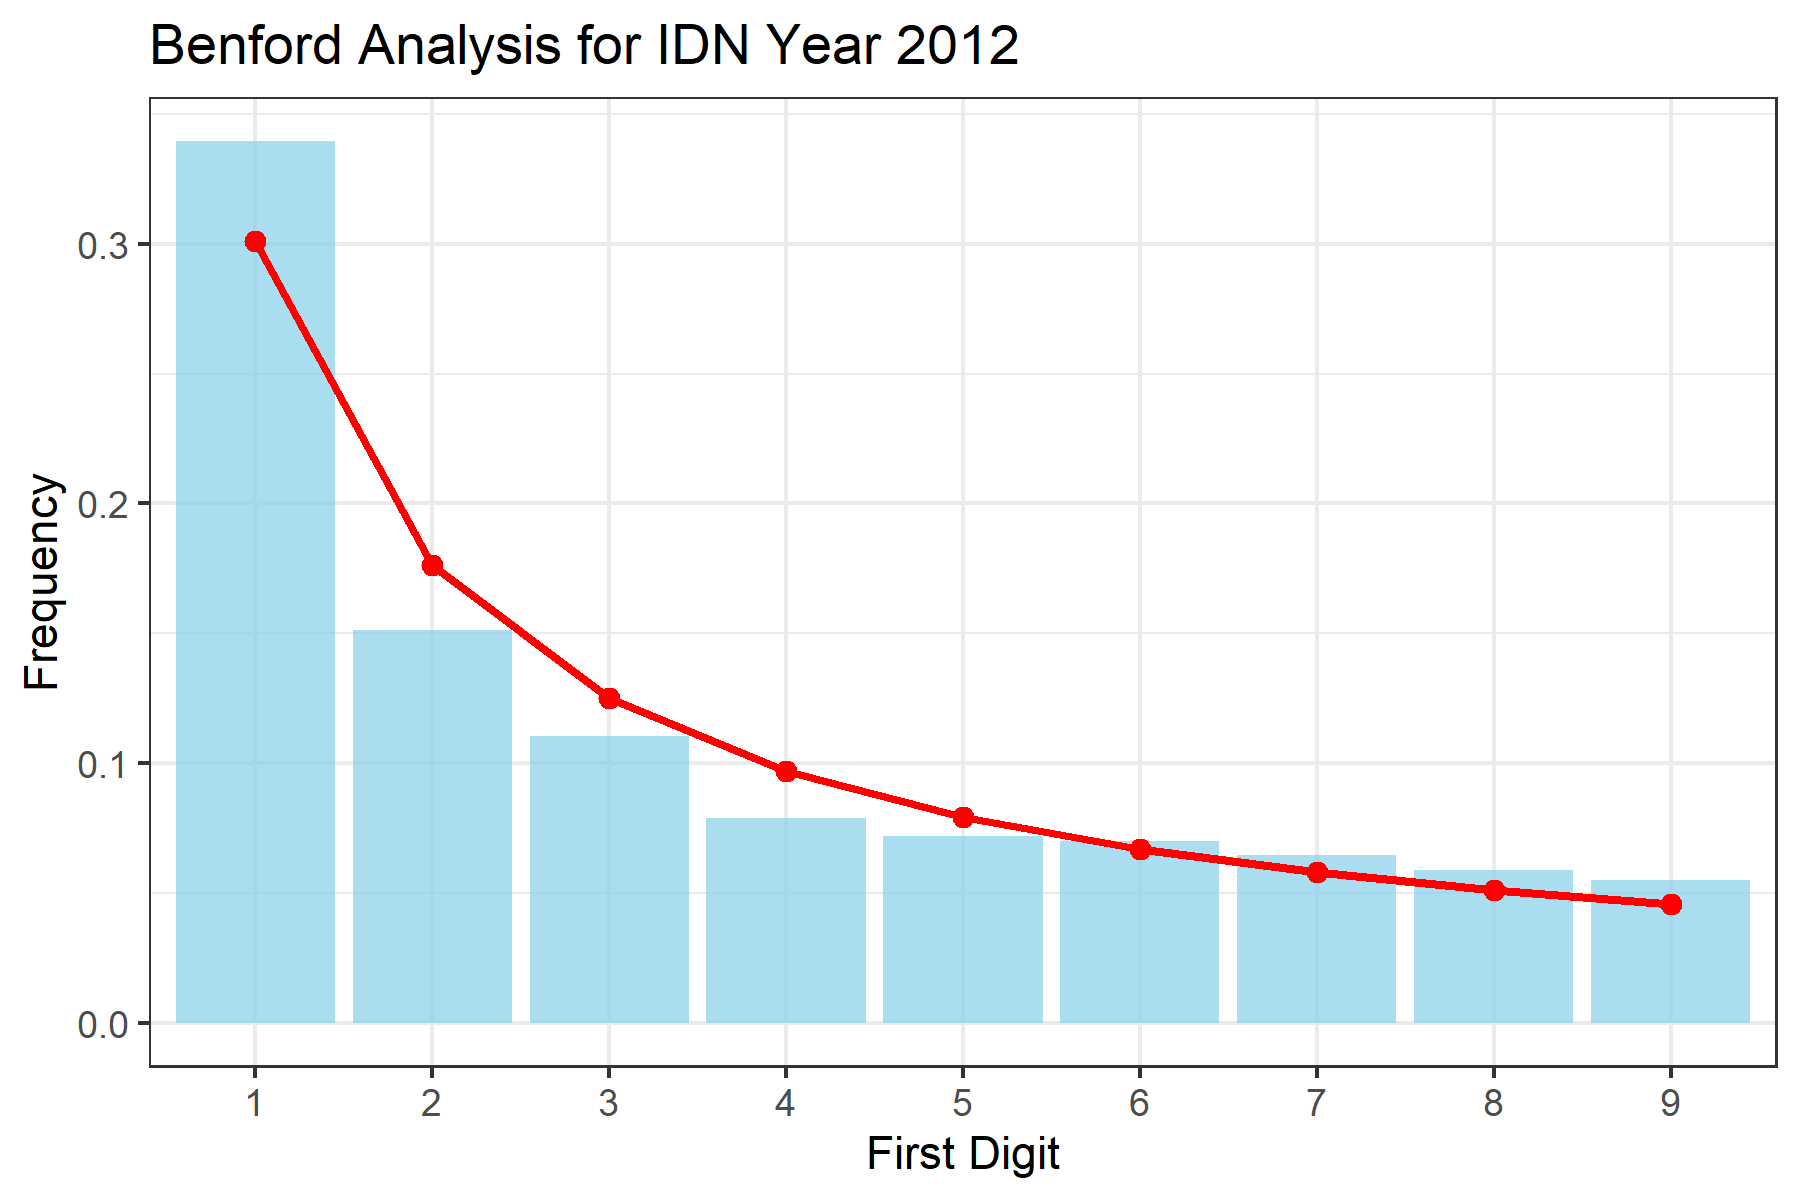 Benford Analysis for IDN Year 2012
Frequency
0.3
0.2
0.1
0.0
1 2 3 4 5 6 7 8 9
First Digit